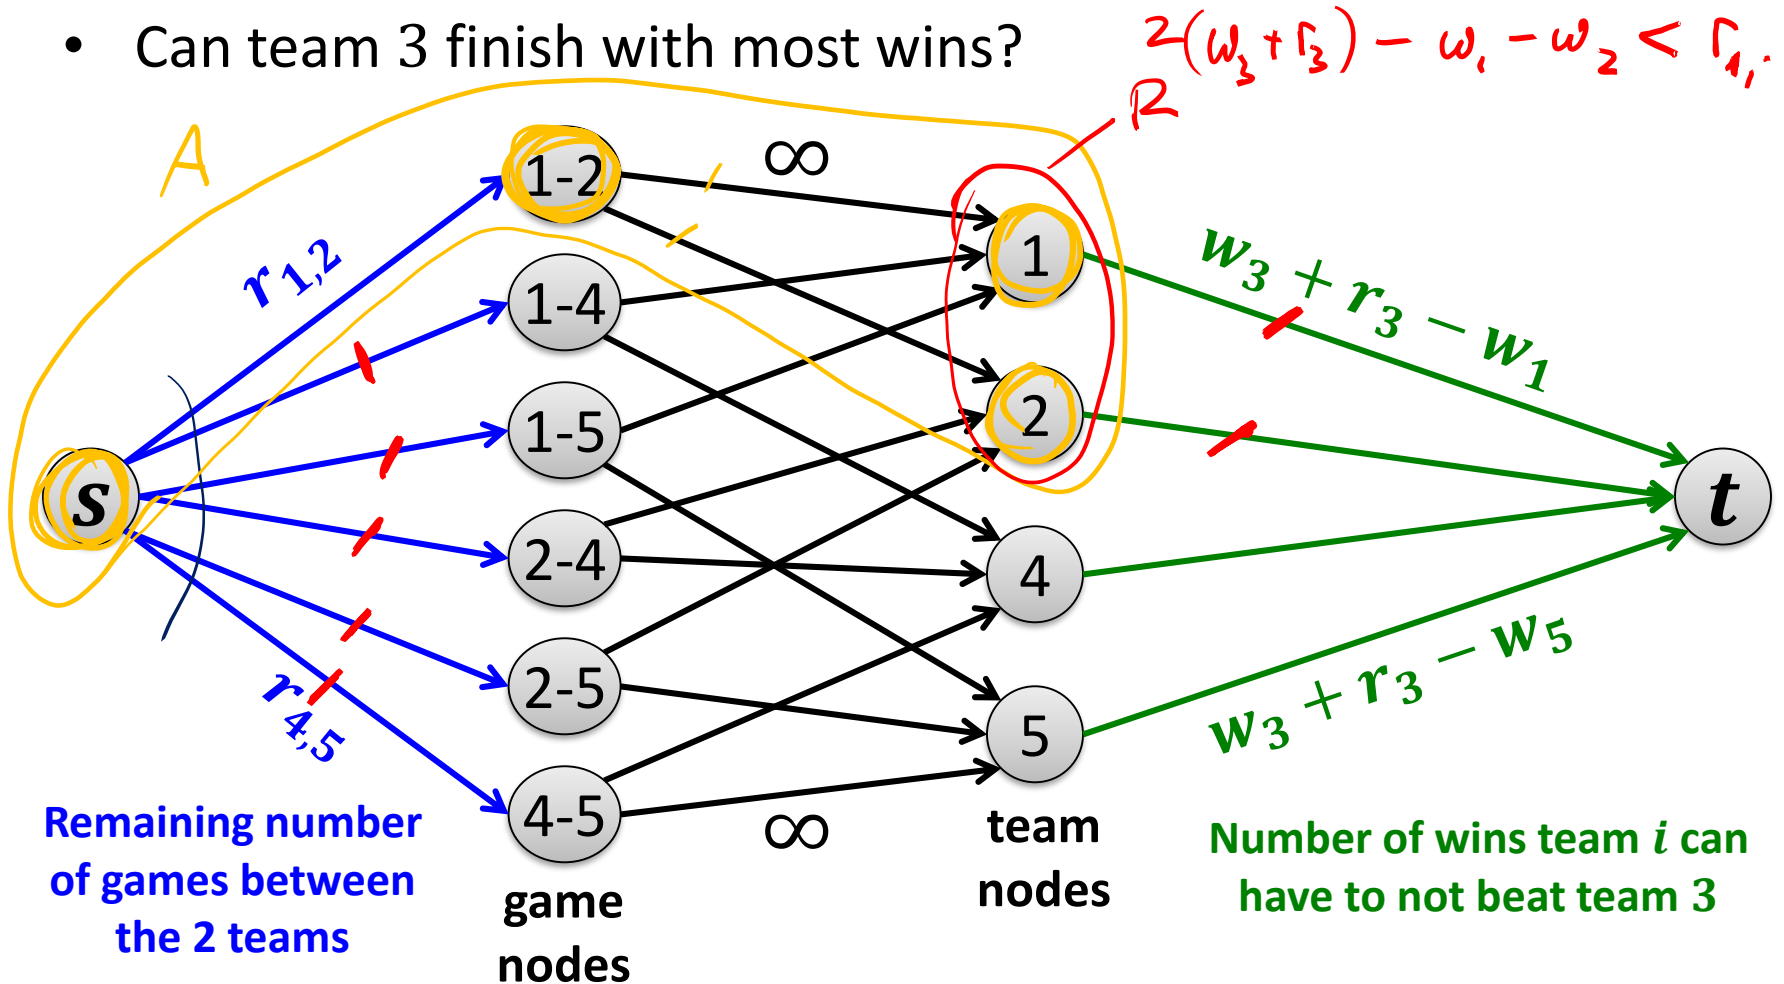 • Can team 3 finish with most wins?
2(w₃ + r₃) − w₁ − w₂ <
R
A
∞
1-2
1
r₁,₂
w₃ + r₃ − w₁
1-4
1-5
2
s
t
2-4
4
2-5
5
r₄,₅
w₃ + r₃ − w₅
4-5
∞
Remaining number
of games between
the 2 teams
game
nodes
team
nodes
Number of wins team i can
have to not beat team 3